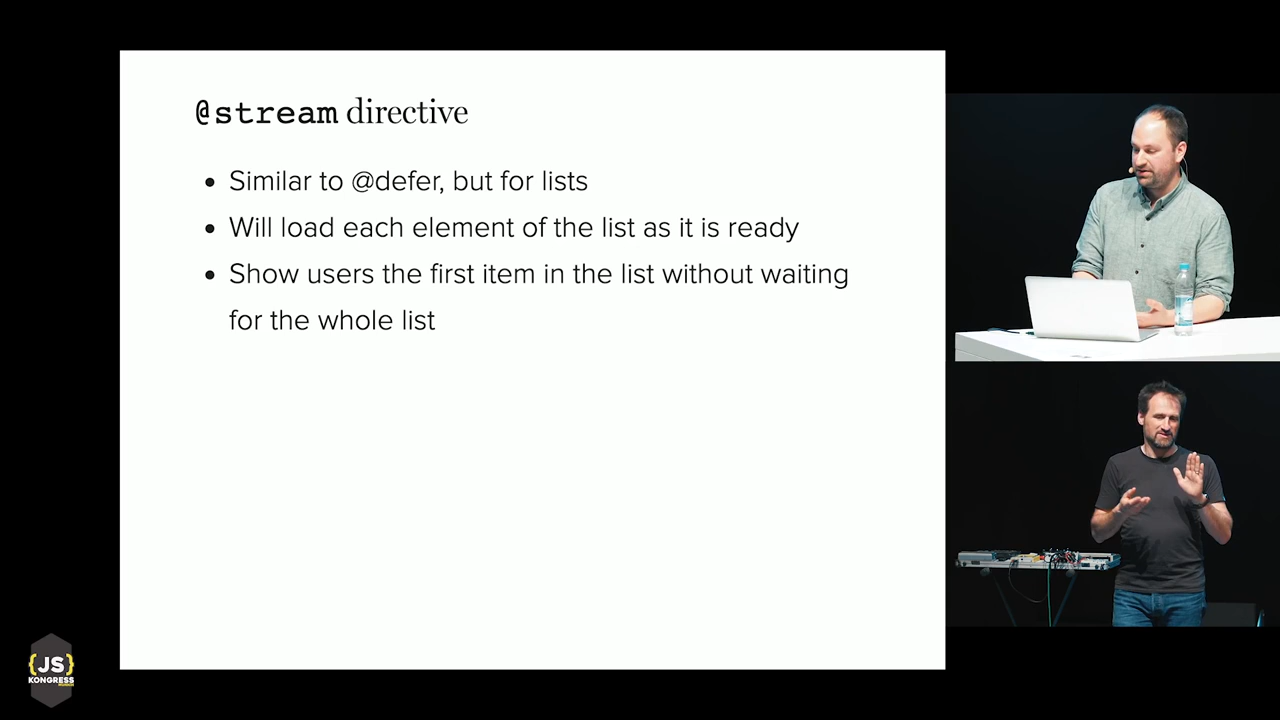 @stream directive
• Similar to @defer, but for lists
• Will load each element of the list as it is ready
• Show users the first item in the list without waiting
for the whole list
{JS}
KONGRESS